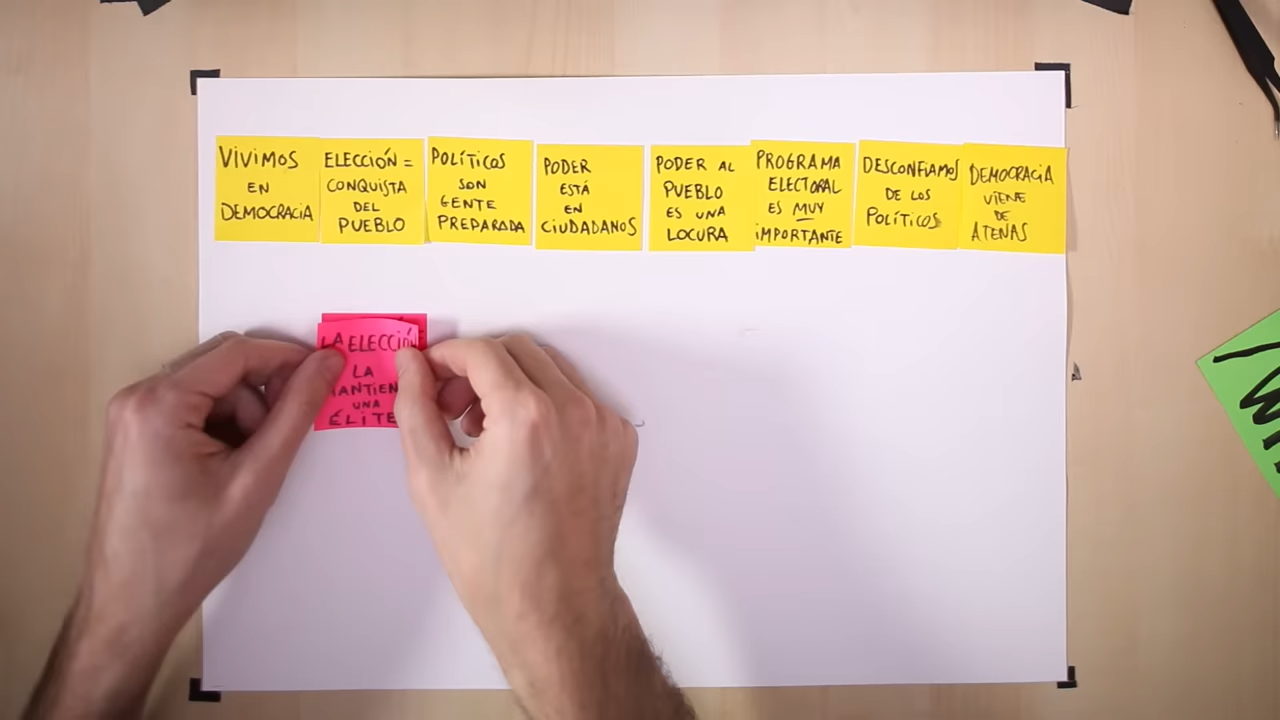 VIVIMOS
EN
DEMOCRACIA
ELECCIÓN =
CONQUISTA
DEL
PUEBLO
POLÍTICOS
SON
GENTE
PREPARADA
PODER
ESTÁ
EN
CIUDADANOS
PODER AL
PUEBLO
ES UNA
LOCURA
PROGRAMA
ELECTORAL
ES MUY
IMPORTANTE
DESCONFIAMOS
DE LOS
POLÍTICOS
DEMOCRACIA
VIENE
DE
ATENAS
LA ELECCIÓN
LA
UNA
ÉLITE